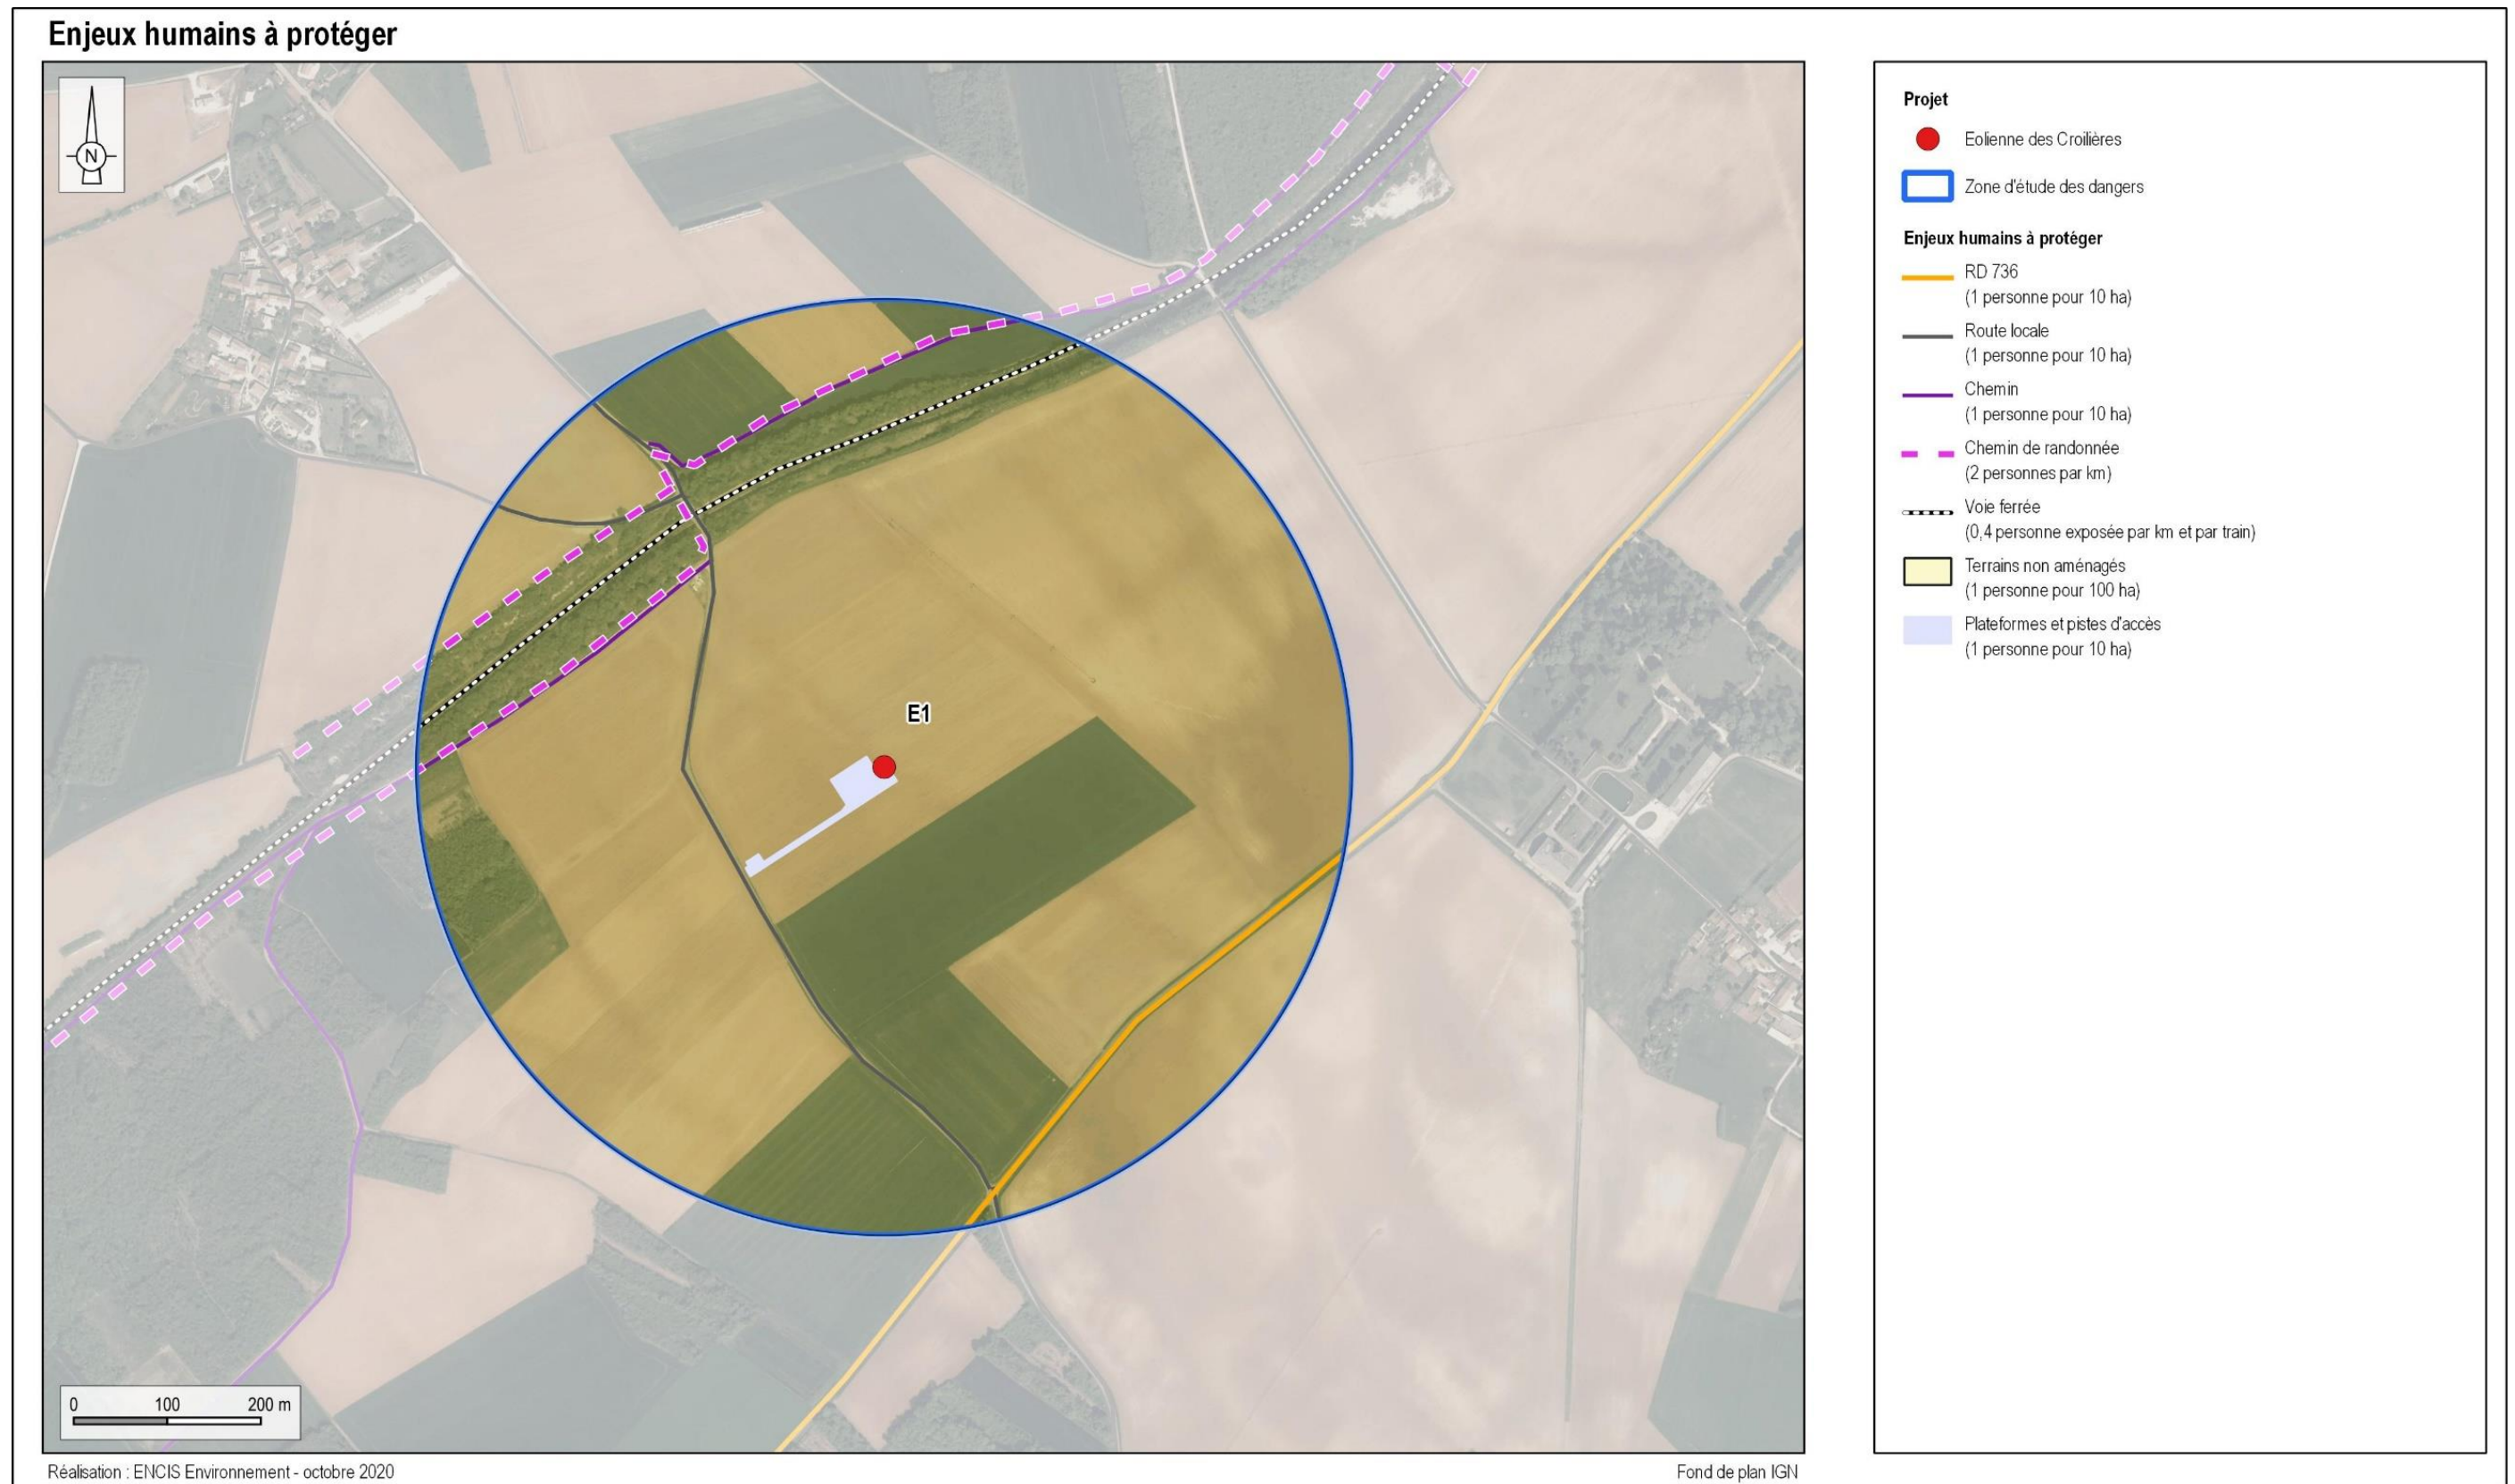 Enjeux humains à protéger
N
E1
0 100 200 m
Réalisation : ENCIS Environnement - octobre 2020
Fond de plan IGN
Projet
Eolienne des Croilières
Zone d'étude des dangers
Enjeux humains à protéger
RD 736
(1 personne pour 10 ha)
Route locale
(1 personne pour 10 ha)
Chemin
(1 personne pour 10 ha)
Chemin de randonnée
(2 personnes par km)
Voie ferrée
(0,4 personne exposée par km et par train)
Terrains non aménagés
(1 personne pour 100 ha)
Plateformes et pistes d'accès
(1 personne pour 10 ha)